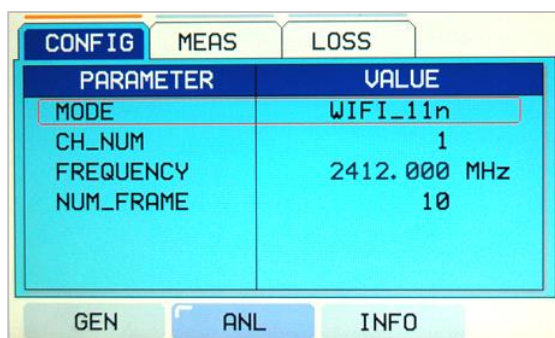 CONFIG MEAS LOSS
PARAMETER VALUE
MODE WIFI_11n
CH_NUM 1
FREQUENCY 2412.000 MHz
NUM_FRAME 10
GEN ANL INFO